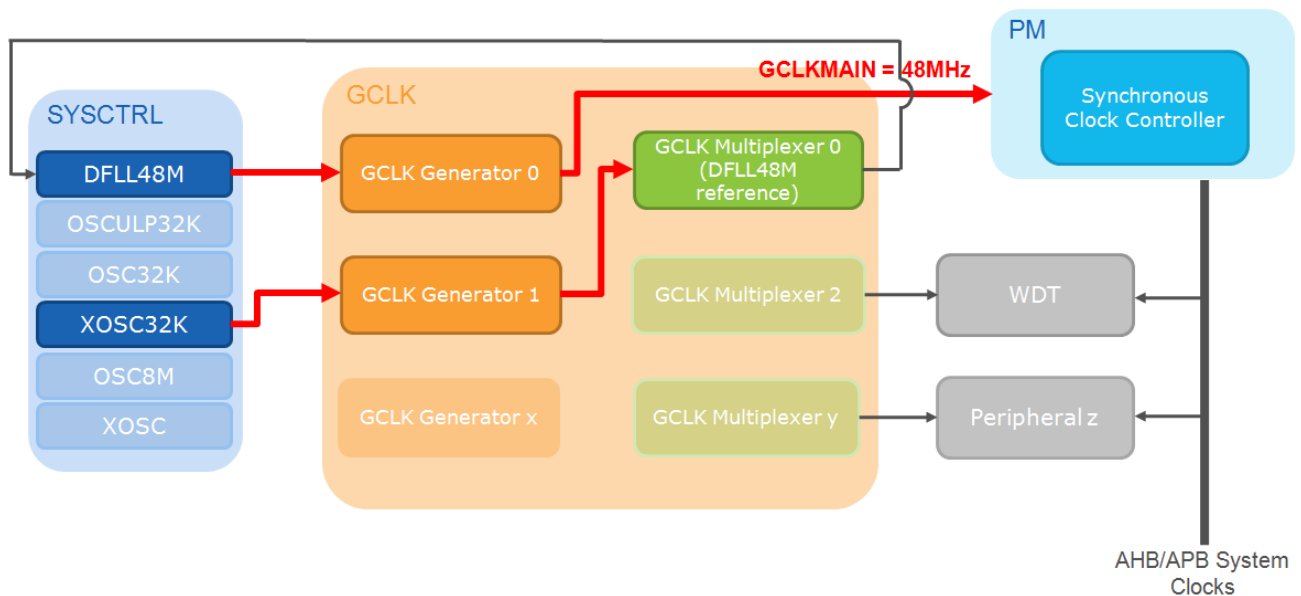 PM
GCLKMAIN = 48MHz
Synchronous
Clock Controller
SYSCTRL
DFLL48M
OSCULP32K
OSC32K
XOSC32K
OSC8M
XOSC
GCLK
GCLK Generator 0
GCLK Generator 1
GCLK Generator x
GCLK Multiplexer 0
(DFLL48M
reference)
GCLK Multiplexer 2
GCLK Multiplexer y
WDT
Peripheral z
AHB/APB System
Clocks